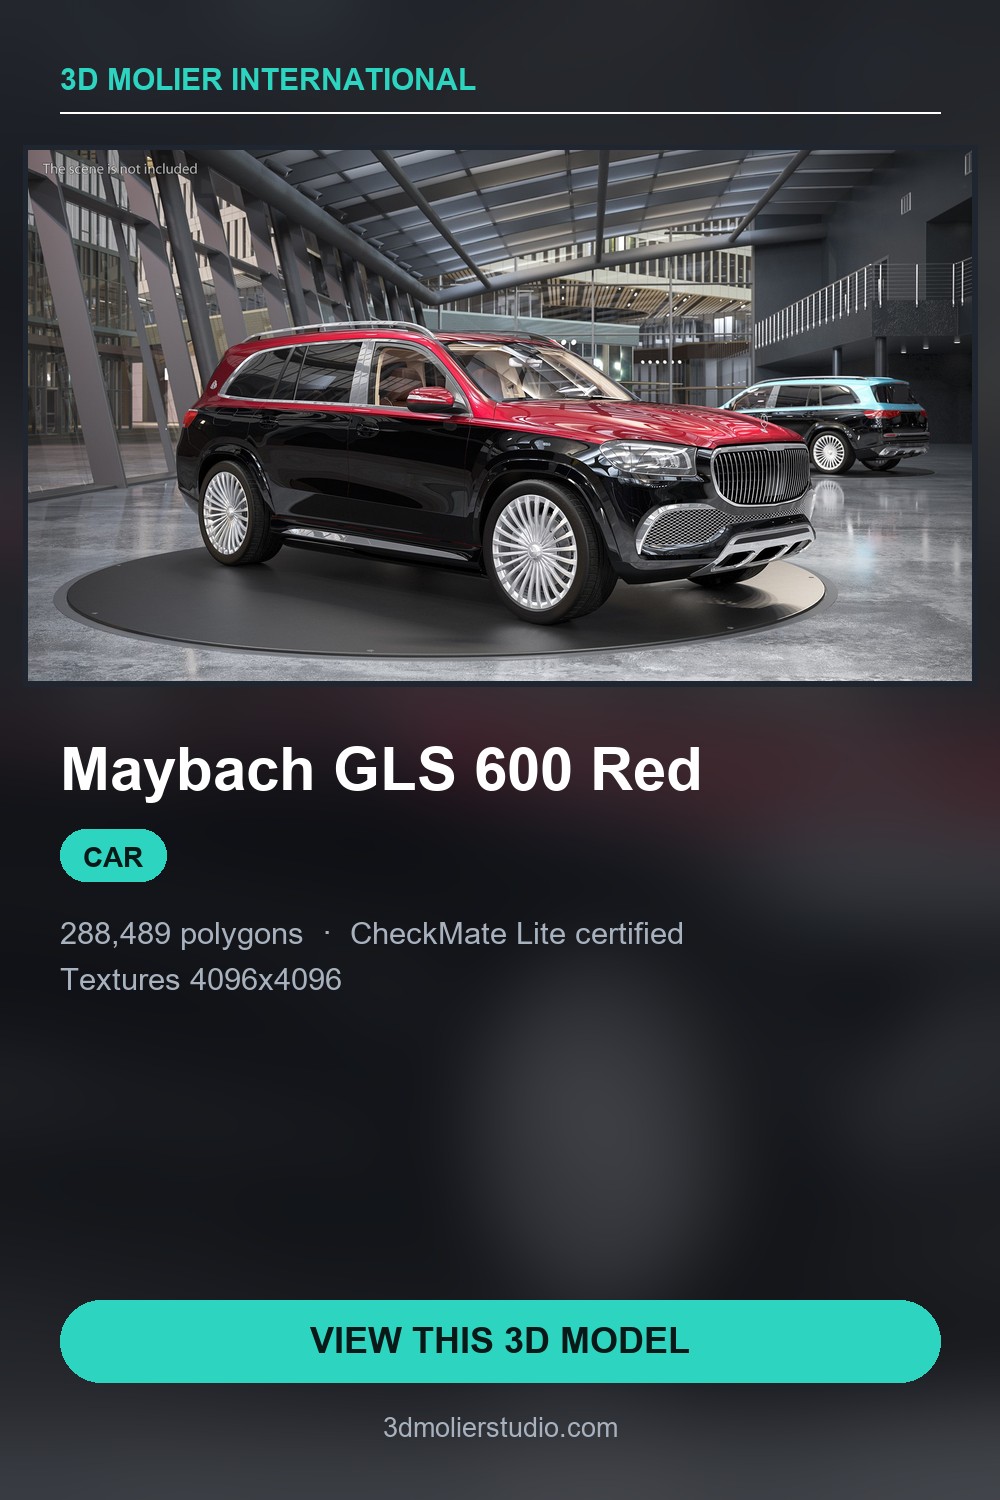 3D MOLIER INTERNATIONAL
The scene is not included
Maybach GLS 600 Red
CAR
288,489 polygons · CheckMate Lite certified
Textures 4096x4096
VIEW THIS 3D MODEL
3dmolierstudio.com